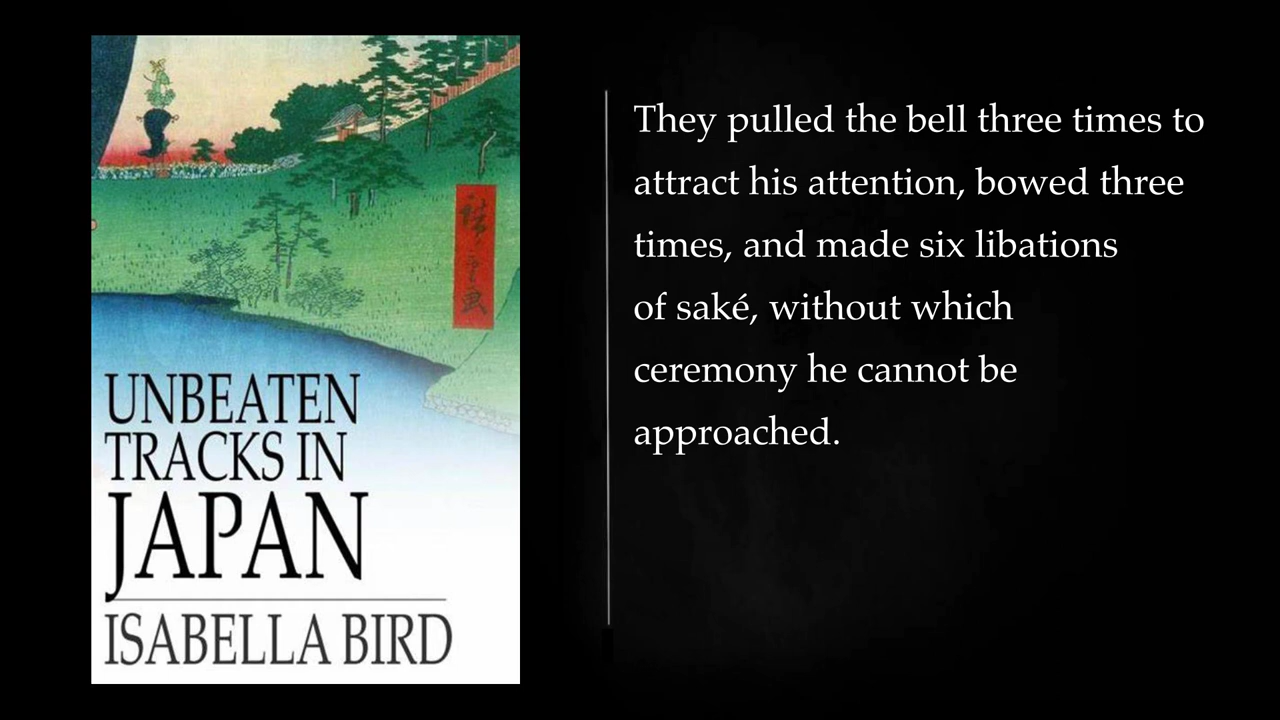 UNBEATEN
TRACKS IN
JAPAN
ISABELLA BIRD
They pulled the bell three times to
attract his attention, bowed three
times, and made six libations
of saké, without which
ceremony he cannot be
approached.